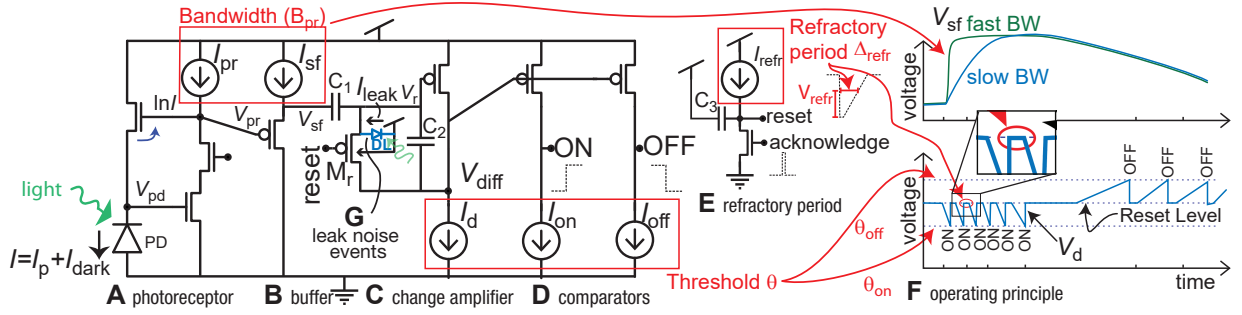 Bandwidth (Bpr)
Ipr
Isf
lnI
Vpr
Vsf
C1
Ileak
Vr
C2
DL
reset
Mr
G
leak noise
events
light
Vpd
PD
I=Ip+Idark
Vdiff
Id
Ion
Ioff
ON
OFF
A photoreceptor
B buffer
C change amplifier
D comparators
Threshold θ
Irefr
C3
reset
acknowledge
E refractory period
Refractory
period Δrefr
Vrefr
θoff
θon
Vsf fast BW
slow BW
voltage
voltage
ON
ON
ON
ON
ON
OFF
OFF
OFF
Reset Level
Vd
time
F operating principle